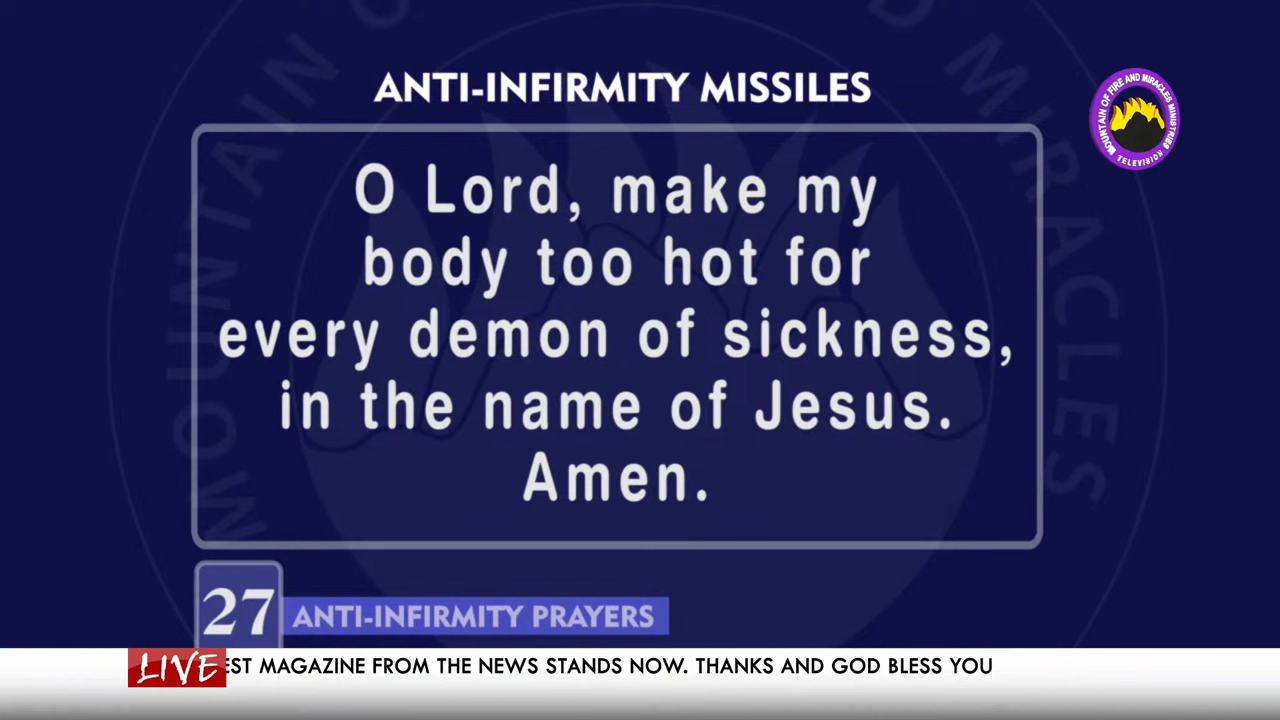 ANTI-INFIRMITY MISSILES
MOUNTAIN OF FIRE AND MIRACLES MINISTRIES
TELEVISION
O Lord, make my
body too hot for
every demon of sickness,
in the name of Jesus.
Amen.
MOUNTAIN O
D MIRACLES
27
ANTI-INFIRMITY PRAYERS
LIVE
EST MAGAZINE FROM THE NEWS STANDS NOW. THANKS AND GOD BLESS YOU